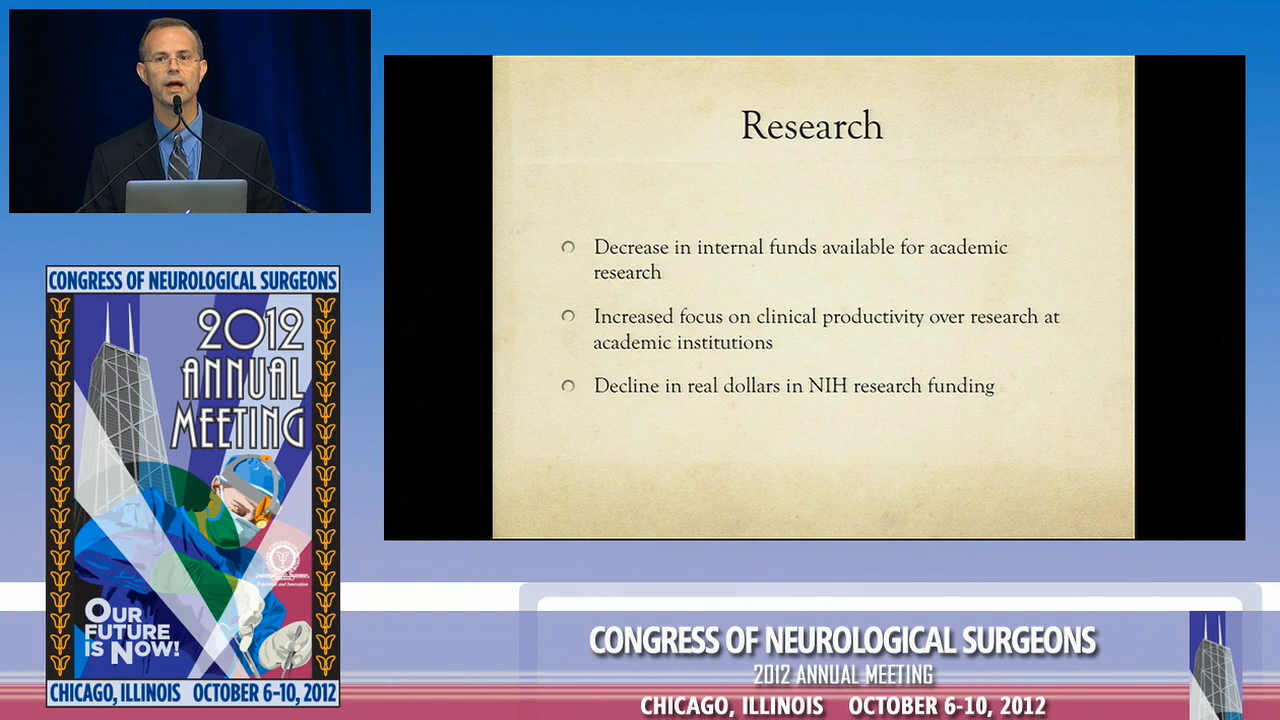 Research
Decrease in internal funds available for academic
research
Increased focus on clinical productivity over research at
academic institutions
Decline in real dollars in NIH research funding
CONGRESS OF NEUROLOGICAL SURGEONS
2012
ANNUAL
MEETING
Education and Innovation
OUR
FUTURE
IS NOW!
CHICAGO, ILLINOIS OCTOBER 6-10, 2012
CONGRESS OF NEUROLOGICAL SURGEONS
2012 ANNUAL MEETING
CHICAGO, ILLINOIS OCTOBER 6-10, 2012